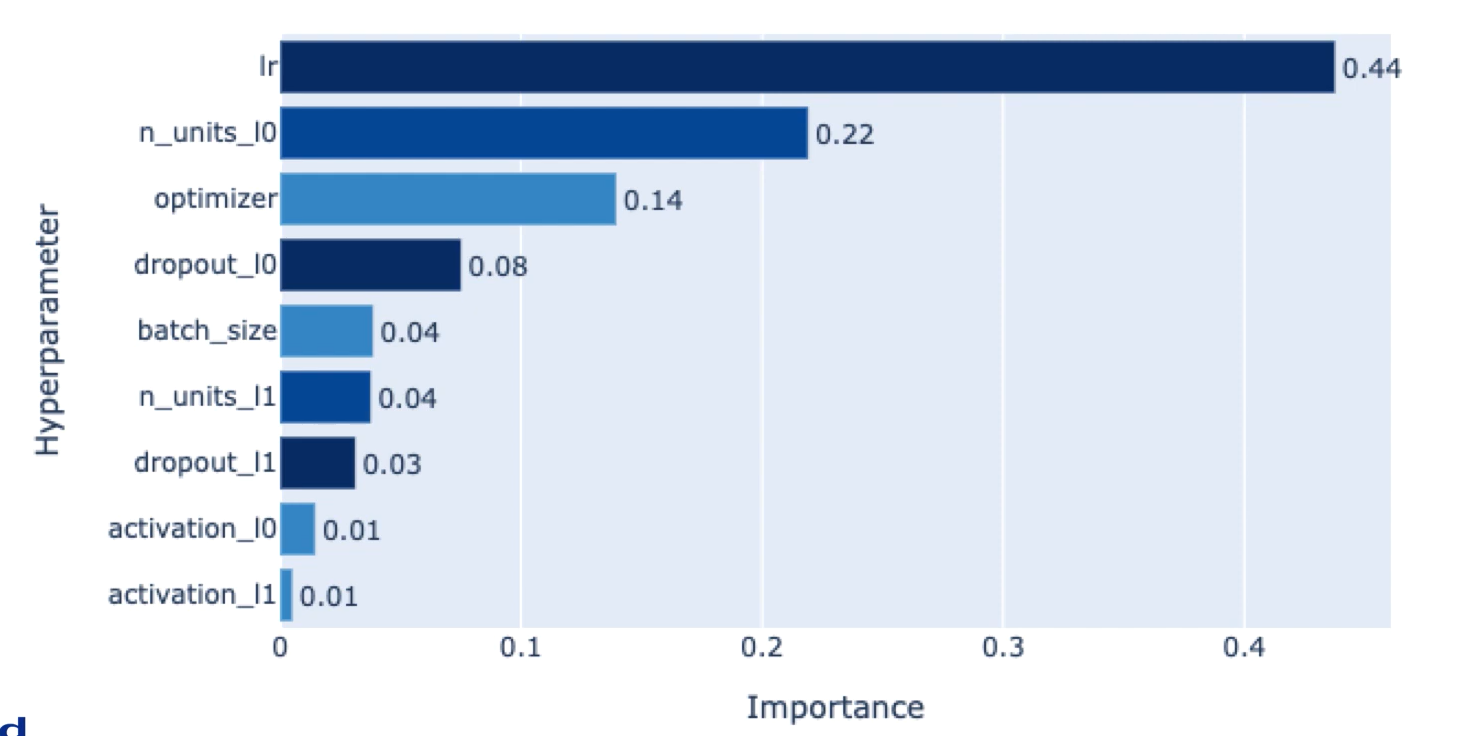 lr 0.44
n_units_l0 0.22
optimizer 0.14
dropout_l0 0.08
batch_size 0.04
n_units_l1 0.04
dropout_l1 0.03
activation_l0 0.01
activation_l1 0.01
Hyperparameter
0 0.1 0.2 0.3 0.4
Importance